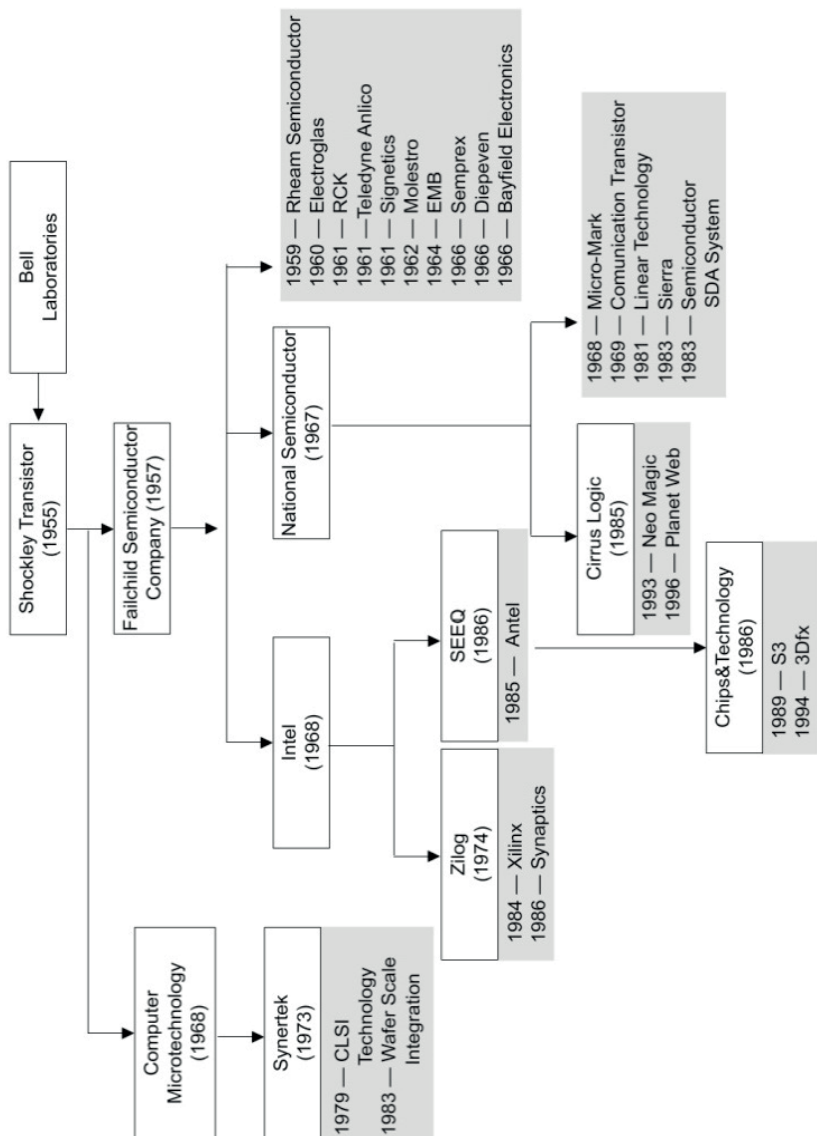 Bell
Laboratories
Shockley Transistor
(1955)
Failchild Semiconductor
Company (1957)
Computer
Microtechnology
(1968)
Synertek
(1973)
1979 — CLSI
Technology
1983 — Wafer Scale
Integration
Intel
(1968)
National Semiconductor
(1967)
1959 — Rheam Semiconductor
1960 — Electroglas
1961 — RCK
1961 —Teledyne Anlico
1961 — Signetics
1962 — Molestro
1964 — EMB
1966 — Semprex
1966 — Diepeven
1966 — Bayfield Electronics
Zilog
(1974)
1984 — Xilinx
1986 — Synaptics
SEEQ
(1986)
1985 — Antel
Cirrus Logic
(1985)
1993 — Neo Magic
1996 — Planet Web
1968 — Micro-Mark
1969 — Comunication Transistor
1981 — Linear Technology
1983 — Sierra
1983 — Semiconductor
SDA System
Chips&Technology
(1986)
1989 — S3
1994 — 3Dfx